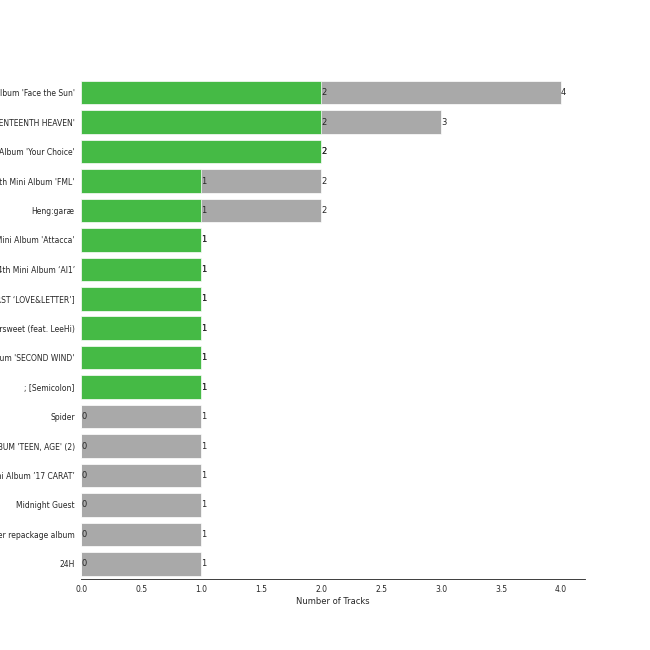 lbum 'Face the Sun' 2 4
ENTEENTH HEAVEN' 2 3
Album 'Your Choice' 2
th Mini Album 'FML' 1 2
Heng:garæ 1 2
Mini Album 'Attacca' 1
4th Mini Album 'Al1' 1
AST 'LOVE&LETTER'] 1
rsweet (feat. LeeHi) 1
um 'SECOND WIND' 1
; [Semicolon] 1
Spider 0 1
BUM 'TEEN, AGE' (2) 0 1
ni Album '17 CARAT' 0 1
Midnight Guest 0 1
er repackage album 0 1
24H 0 1
0.0 0.5 1.0 1.5 2.0 2.5 3.0 3.5 4.0
Number of Tracks